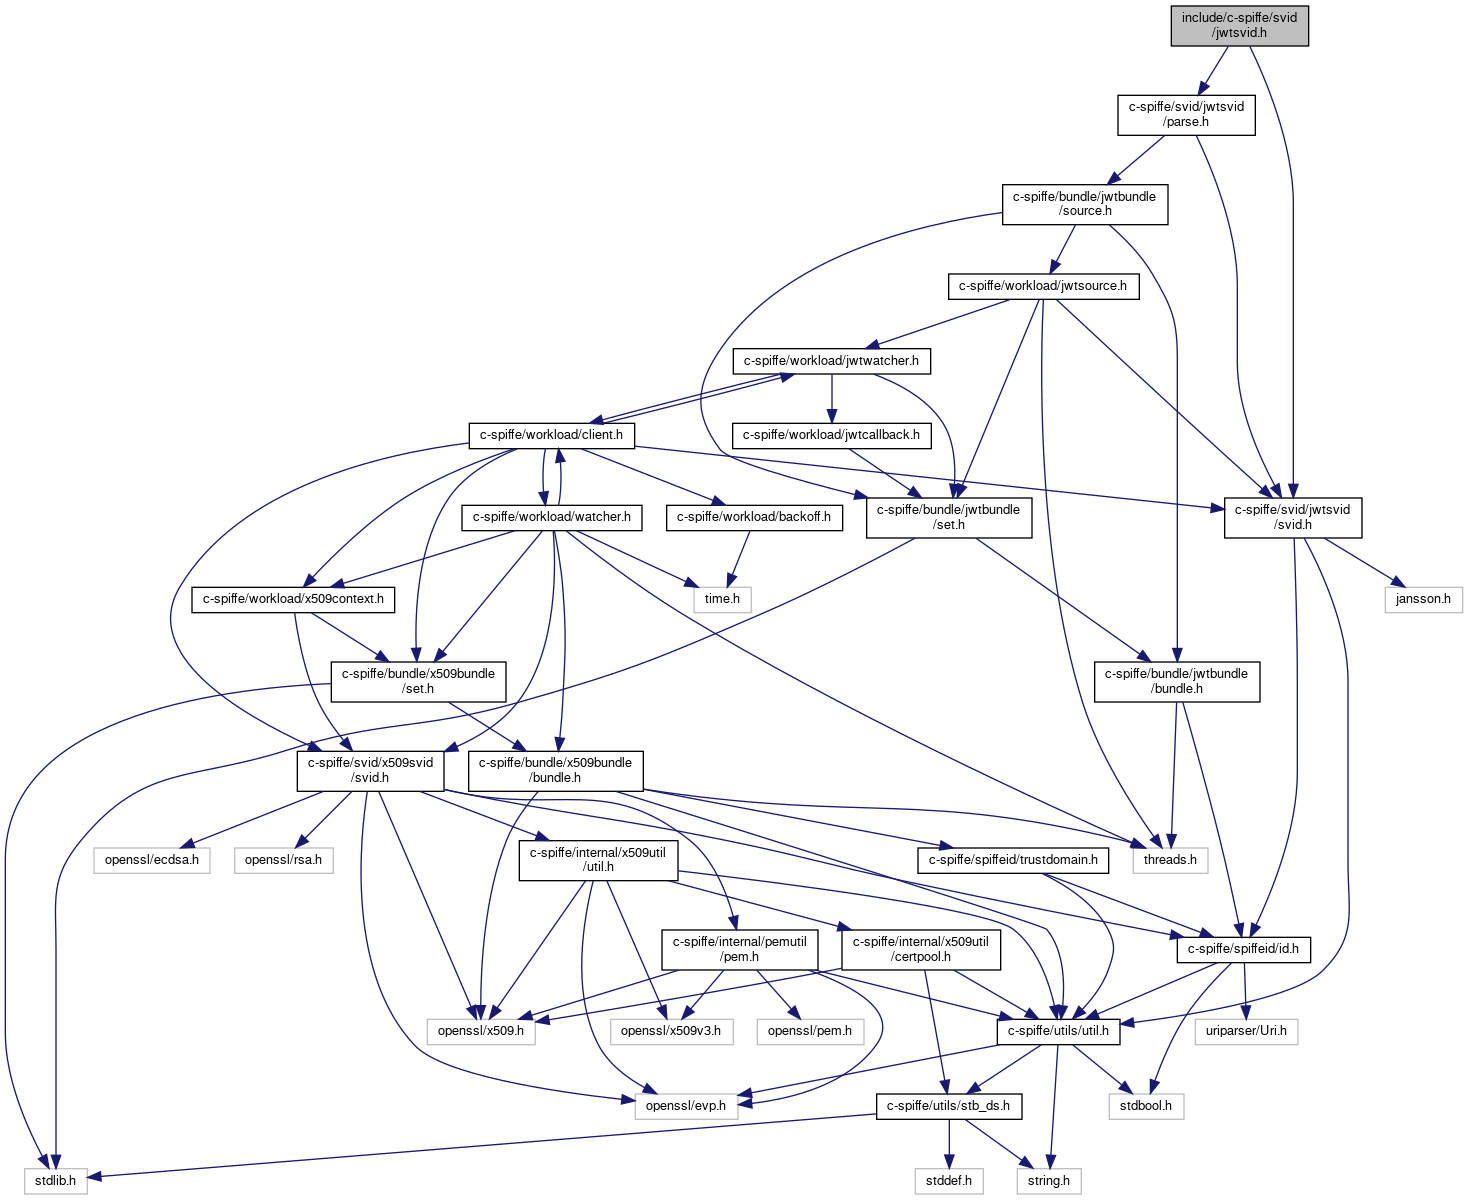 include/c-spiffe/svid
/jwtsvid.h
c-spiffe/svid/jwtsvid
/parse.h
c-spiffe/bundle/jwtbundle
/source.h
c-spiffe/workload/jwtsource.h
c-spiffe/workload/jwtwatcher.h
c-spiffe/workload/client.h
c-spiffe/workload/jwtcallback.h
c-spiffe/workload/watcher.h
c-spiffe/workload/backoff.h
c-spiffe/bundle/jwtbundle
/set.h
c-spiffe/svid/jwtsvid
/svid.h
c-spiffe/workload/x509context.h
time.h
jansson.h
c-spiffe/bundle/x509bundle
/set.h
c-spiffe/bundle/jwtbundle
/bundle.h
c-spiffe/svid/x509svid
/svid.h
c-spiffe/bundle/x509bundle
/bundle.h
openssl/ecdsa.h
openssl/rsa.h
c-spiffe/internal/x509util
/util.h
c-spiffe/spiffeid/trustdomain.h
threads.h
c-spiffe/internal/pemutil
/pem.h
c-spiffe/internal/x509util
/certpool.h
c-spiffe/spiffeid/id.h
openssl/x509.h
openssl/x509v3.h
openssl/pem.h
c-spiffe/utils/util.h
uriparser/Uri.h
openssl/evp.h
c-spiffe/utils/stb_ds.h
stdbool.h
stdlib.h
stddef.h
string.h